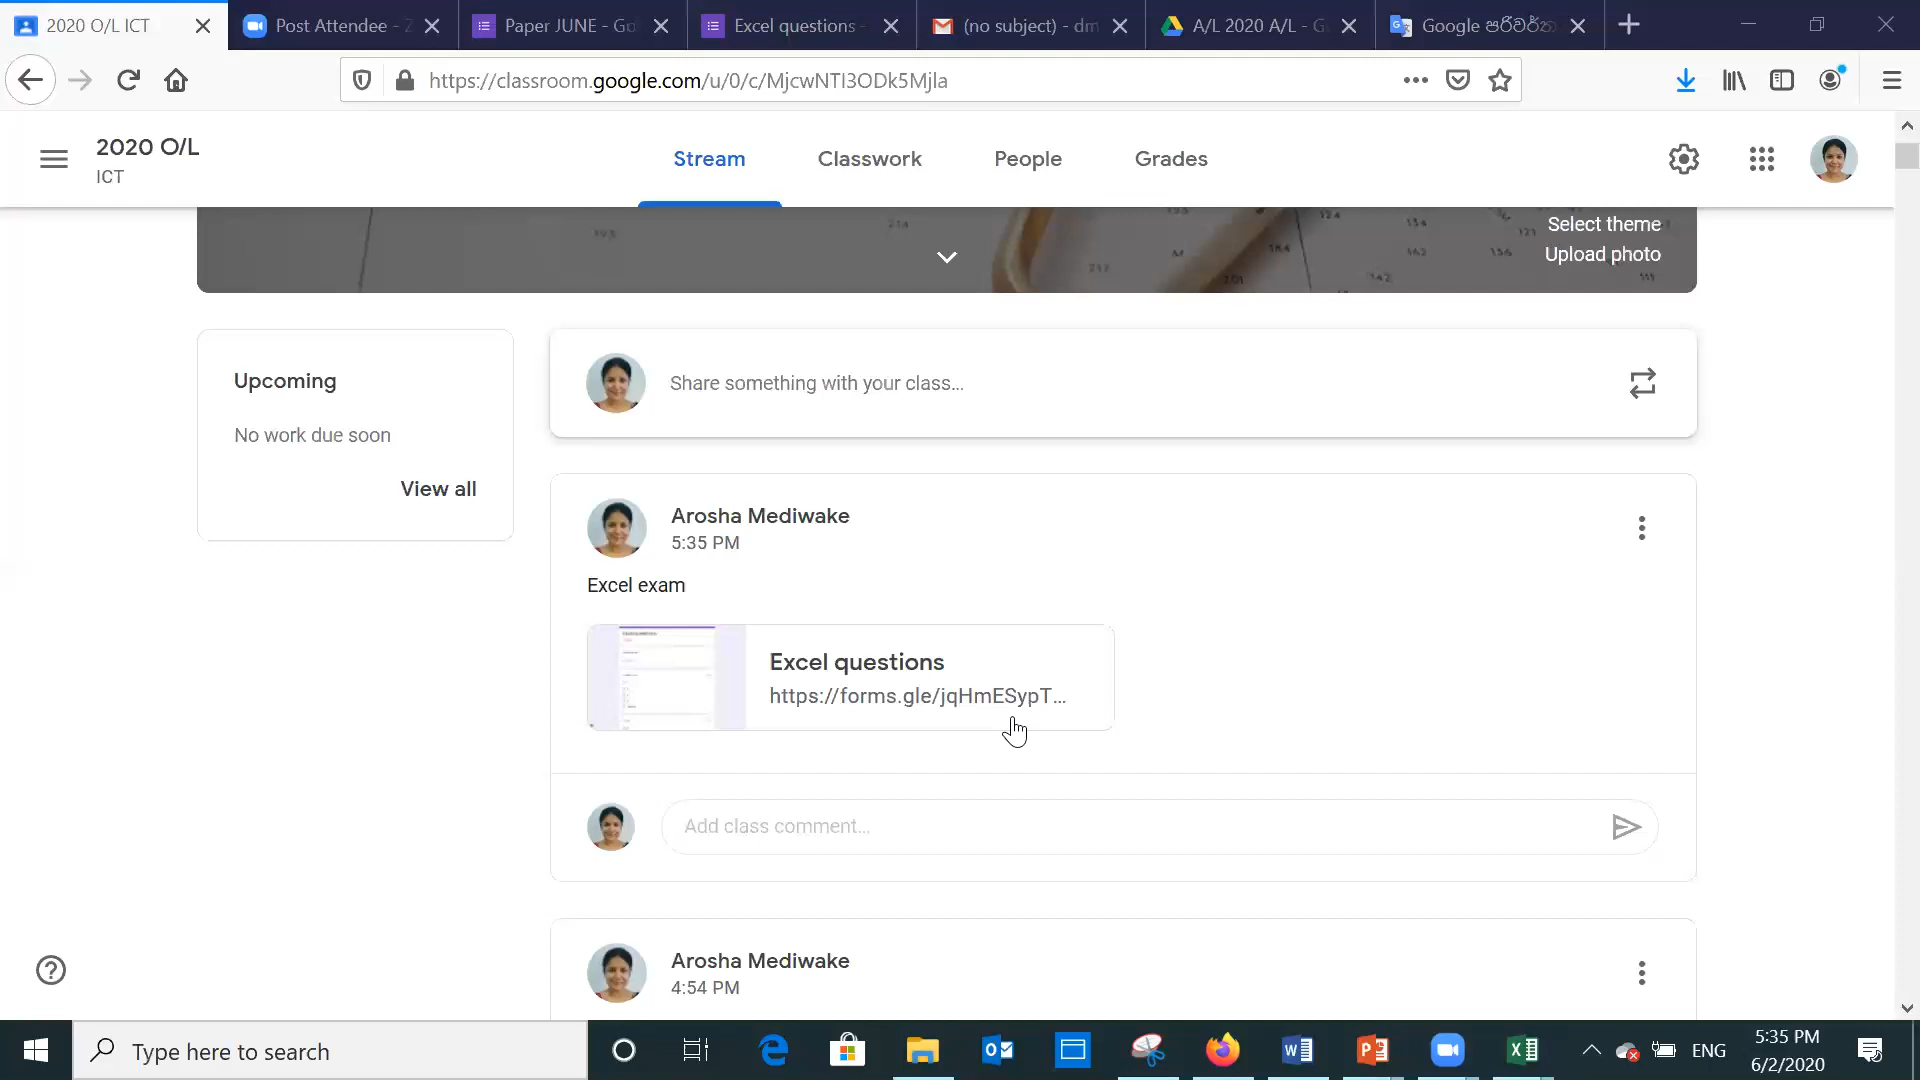 2020 O/L ICT
Post Attendee - Z
Paper JUNE - Go
Excel questions -
(no subject) - dm
A/L 2020 A/L - G
Google පරිවර්ත
https://classroom.google.com/u/0/c/MjcwNTI3ODk5Mjla
2020 O/L
ICT
Stream
Classwork
People
Grades
Select theme
Upload photo
Upcoming
No work due soon
View all
Share something with your class...
Arosha Mediwake
5:35 PM
Excel exam
Excel questions
https://forms.gle/jqHmESypT...
Add class comment...
Arosha Mediwake
4:54 PM
Type here to search
ENG
5:35 PM
6/2/2020